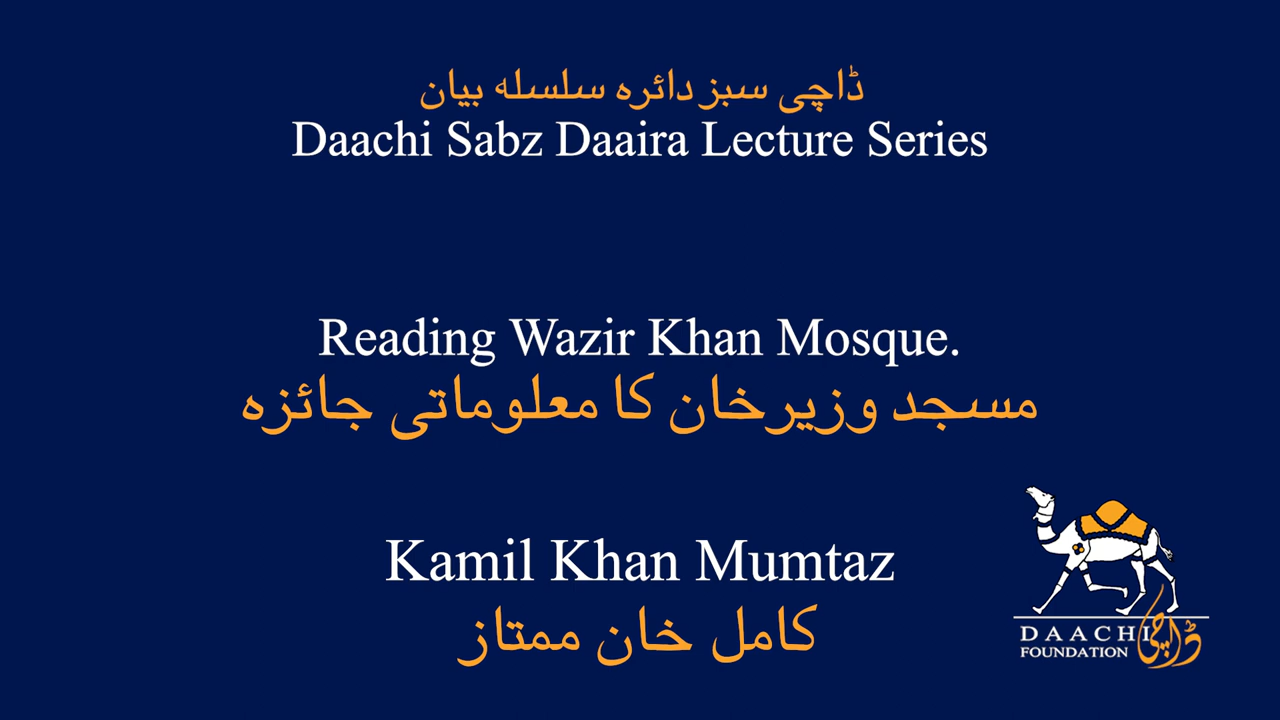 ڈاچی سبز دائرہ سلسلہ بیان
Daachi Sabz Daaira Lecture Series
Reading Wazir Khan Mosque.
مسجد وزیرخان کا معلوماتی جائزہ
Kamil Khan Mumtaz
کامل خان ممتاز
DAACHI
FOUNDATION
ڈاچی